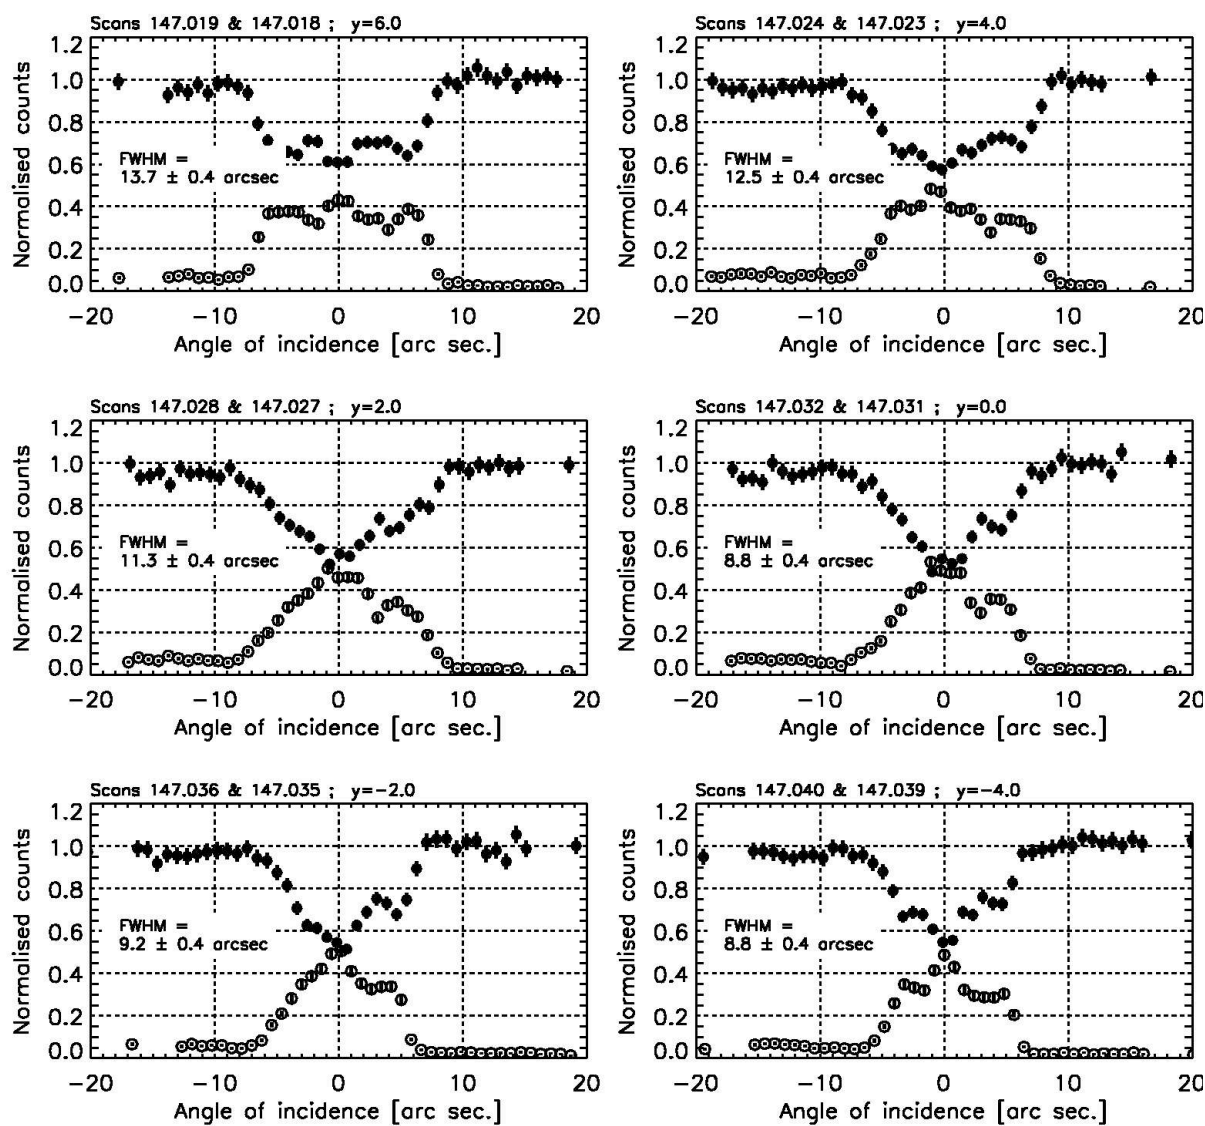 Scans 147.019 & 147.018 ; y=6.0
1.2
1.0
0.8
0.6
0.4
0.2
0.0
Normalised counts
FWHM =
13.7 ± 0.4 arcsec
-20 -10 0 10 20
Angle of incidence [arc sec.]
Scans 147.024 & 147.023 ; y=4.0
1.2
1.0
0.8
0.6
0.4
0.2
0.0
Normalised counts
FWHM =
12.5 ± 0.4 arcsec
-20 -10 0 10 20
Angle of incidence [arc sec.]
Scans 147.028 & 147.027 ; y=2.0
1.2
1.0
0.8
0.6
0.4
0.2
0.0
Normalised counts
FWHM =
11.3 ± 0.4 arcsec
-20 -10 0 10 20
Angle of incidence [arc sec.]
Scans 147.032 & 147.031 ; y=0.0
1.2
1.0
0.8
0.6
0.4
0.2
0.0
Normalised counts
FWHM =
8.8 ± 0.4 arcsec
-20 -10 0 10 20
Angle of incidence [arc sec.]
Scans 147.036 & 147.035 ; y=-2.0
1.2
1.0
0.8
0.6
0.4
0.2
0.0
Normalised counts
FWHM =
9.2 ± 0.4 arcsec
-20 -10 0 10 20
Angle of incidence [arc sec.]
Scans 147.040 & 147.039 ; y=-4.0
1.2
1.0
0.8
0.6
0.4
0.2
0.0
Normalised counts
FWHM =
8.8 ± 0.4 arcsec
-20 -10 0 10 20
Angle of incidence [arc sec.]